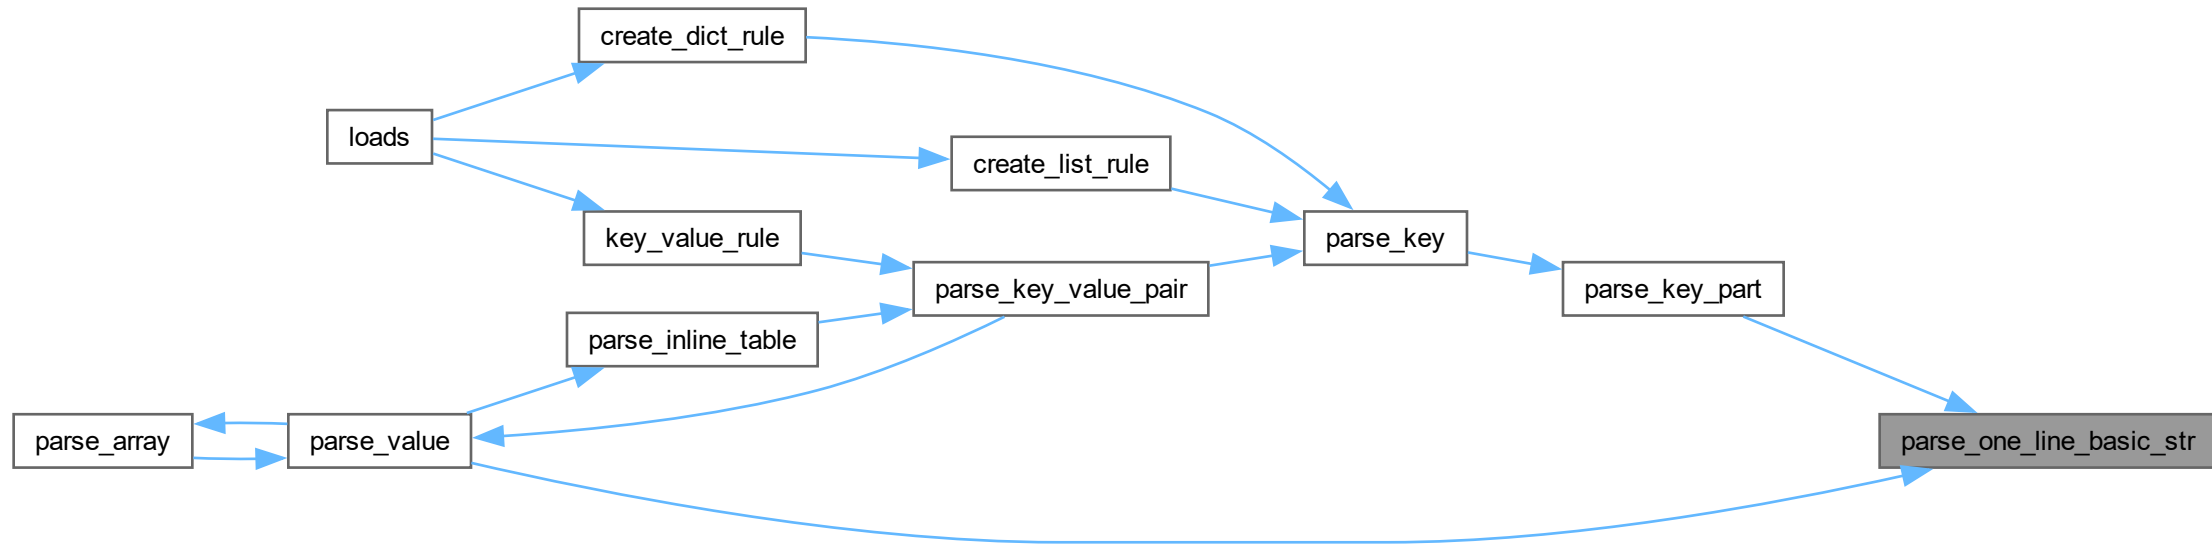 create_dict_rule
loads
create_list_rule
key_value_rule
parse_key
parse_key_value_pair
parse_key_part
parse_inline_table
parse_array
parse_value
parse_one_line_basic_str